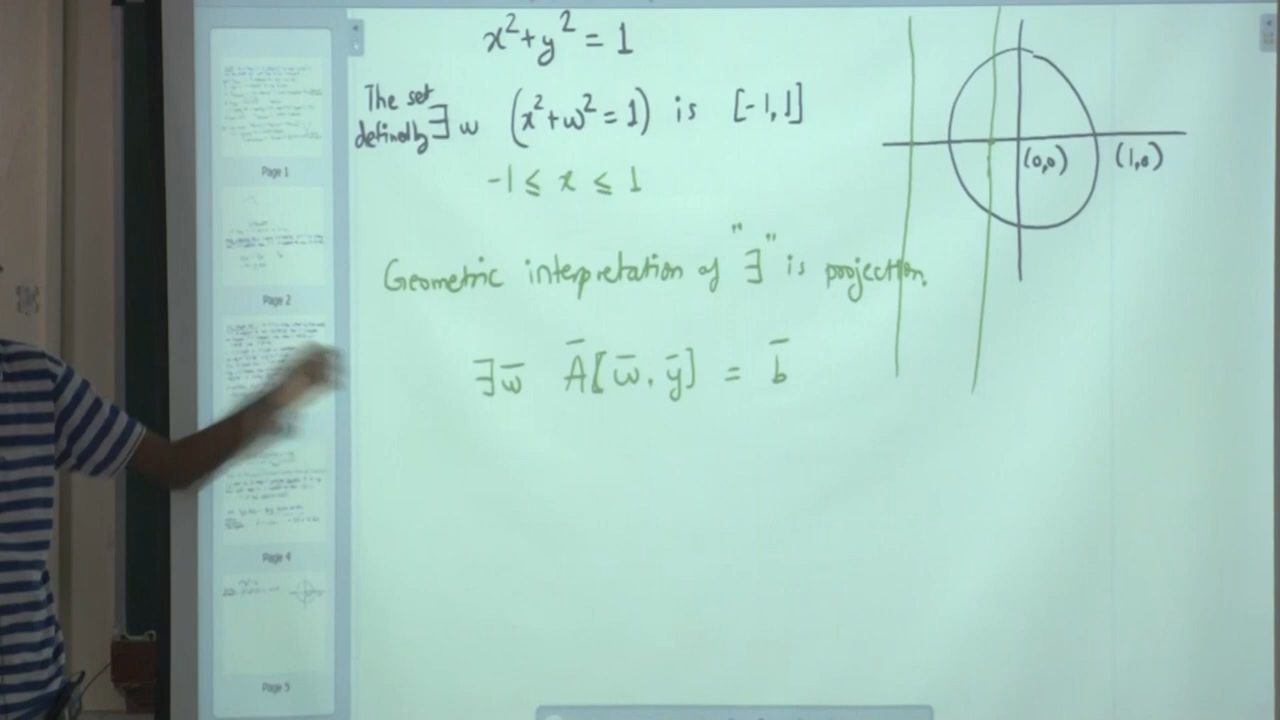 x²+y² = 1
The set defined by ∃ w (x²+w² = 1) is [-1, 1]
-1 ≤ x ≤ 1
(0,0) (1,0)
Geometric interpretation of "∃" is projection.
∃w̄ Ā[w̄, ȳ] = b̄
Page 1
Page 2
Page 4
Page 5